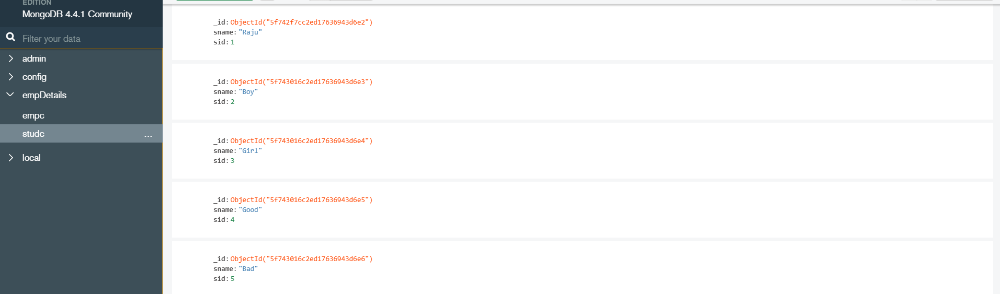 EDITION
MongoDB 4.4.1 Community
Filter your data
admin
config
empDetails
empc
studc
...
local
_id: ObjectId("5f742f7cc2ed17636943d6e2")
sname: "Raju"
sid: 1
_id: ObjectId("5f743016c2ed17636943d6e3")
sname: "Boy"
sid: 2
_id: ObjectId("5f743016c2ed17636943d6e4")
sname: "Girl"
sid: 3
_id: ObjectId("5f743016c2ed17636943d6e5")
sname: "Good"
sid: 4
_id: ObjectId("5f743016c2ed17636943d6e6")
sname: "Bad"
sid: 5